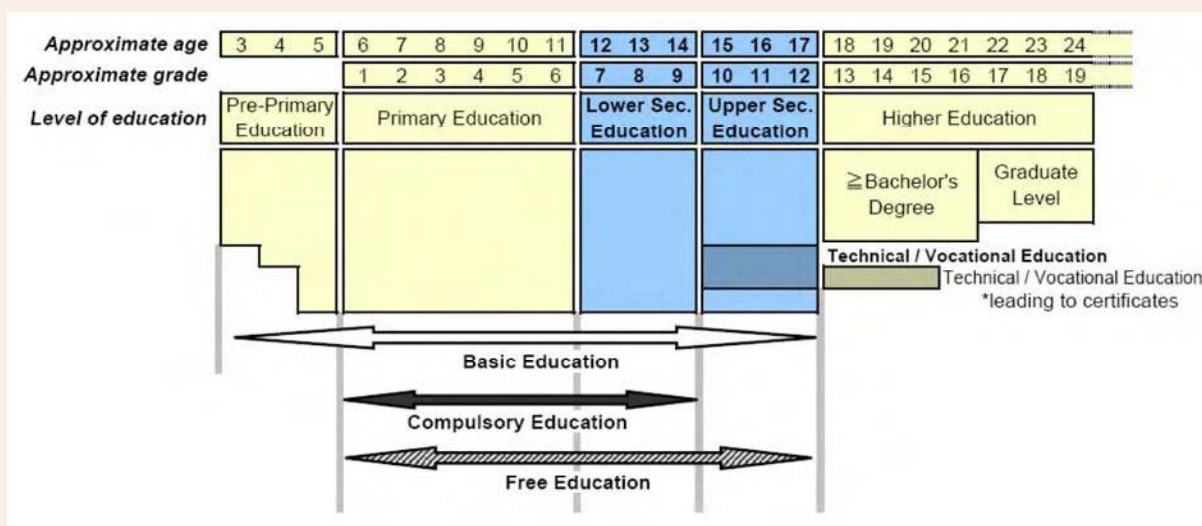 Approximate age 3 4 5 6 7 8 9 10 11 12 13 14 15 16 17 18 19 20 21 22 23 24
Approximate grade 1 2 3 4 5 6 7 8 9 10 11 12 13 14 15 16 17 18 19
Level of education
Pre-Primary
Education
Primary Education
Lower Sec.
Education
Upper Sec.
Education
Higher Education
≧Bachelor's
Degree
Graduate
Level
Technical / Vocational Education
Technical / Vocational Education
*leading to certificates
Basic Education
Compulsory Education
Free Education